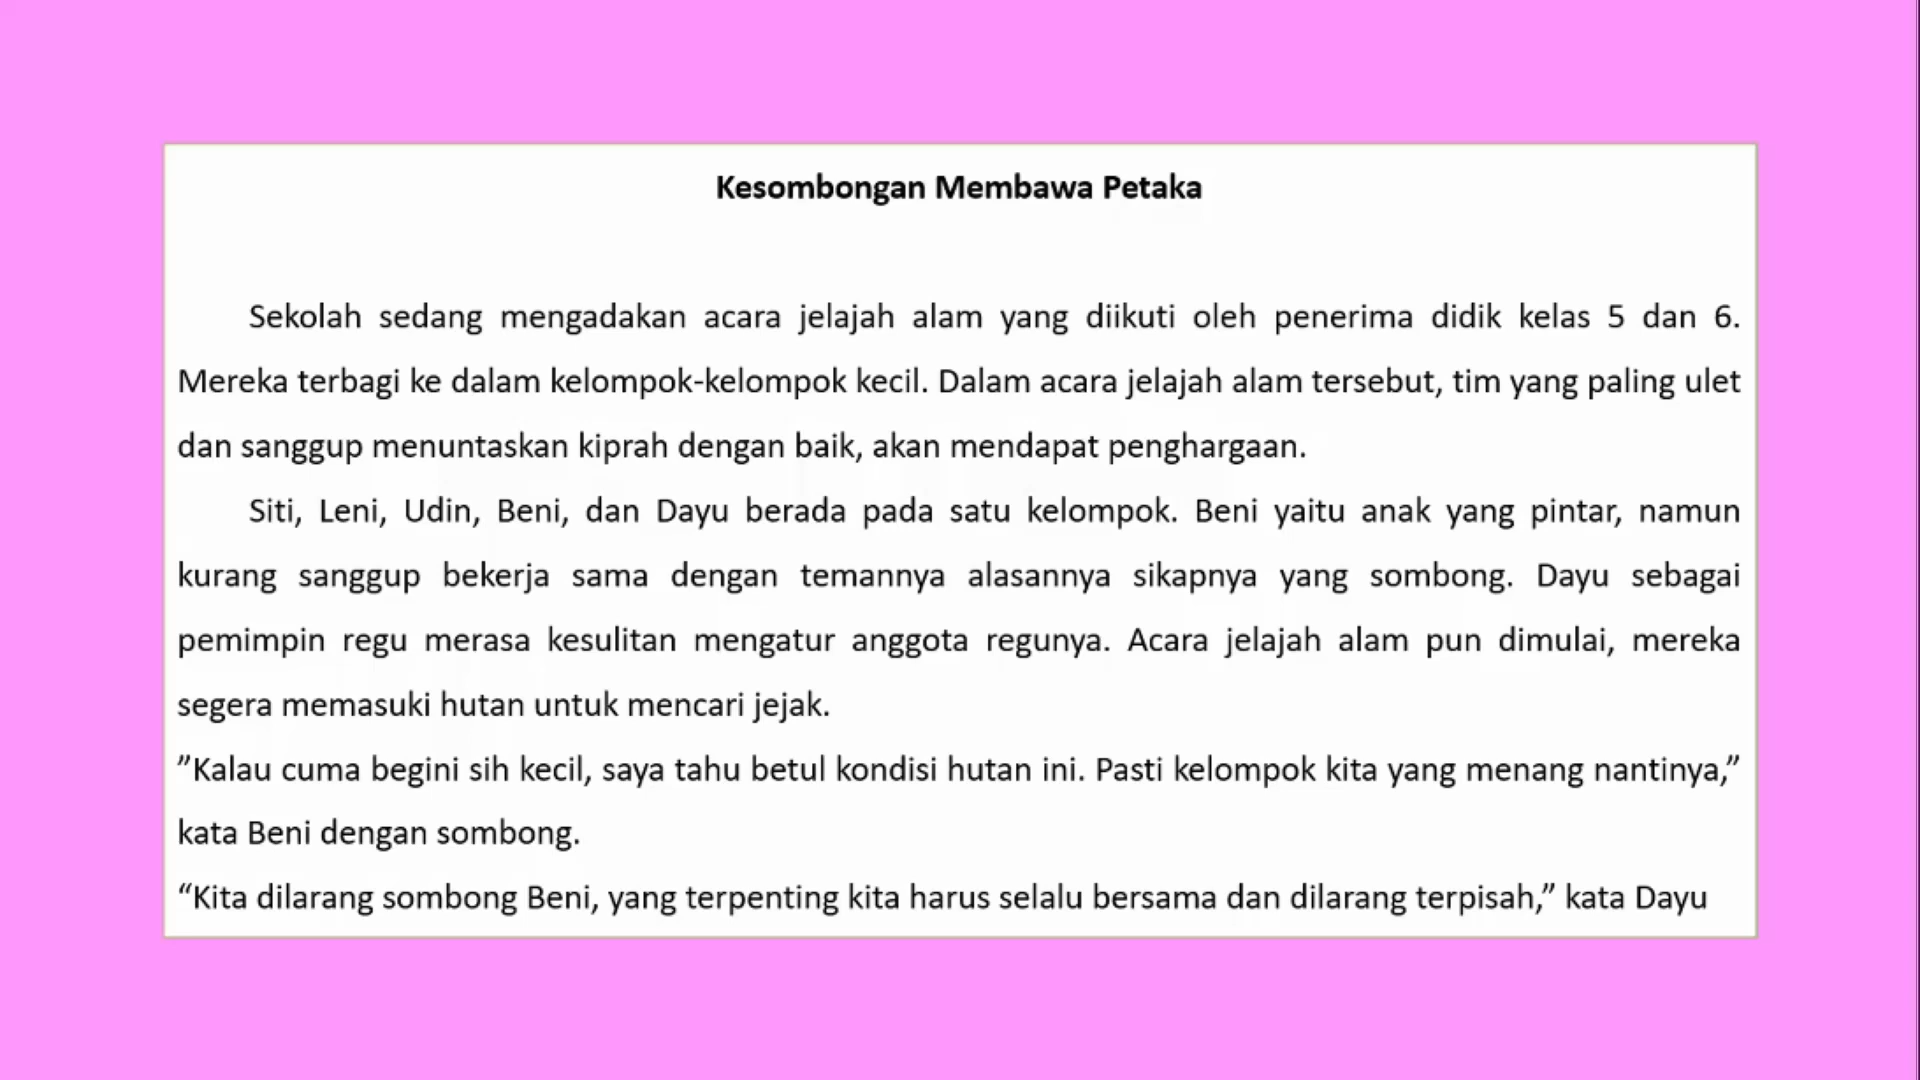 Kesombongan Membawa Petaka
Sekolah sedang mengadakan acara jelajah alam yang diikuti oleh penerima didik kelas 5 dan 6.
Mereka terbagi ke dalam kelompok-kelompok kecil. Dalam acara jelajah alam tersebut, tim yang paling ulet
dan sanggup menuntaskan kiprah dengan baik, akan mendapat penghargaan.
Siti, Leni, Udin, Beni, dan Dayu berada pada satu kelompok. Beni yaitu anak yang pintar, namun
kurang sanggup bekerja sama dengan temannya alasannya sikapnya yang sombong. Dayu sebagai
pemimpin regu merasa kesulitan mengatur anggota regunya. Acara jelajah alam pun dimulai, mereka
segera memasuki hutan untuk mencari jejak.
”Kalau cuma begini sih kecil, saya tahu betul kondisi hutan ini. Pasti kelompok kita yang menang nantinya,”
kata Beni dengan sombong.
“Kita dilarang sombong Beni, yang terpenting kita harus selalu bersama dan dilarang terpisah,” kata Dayu